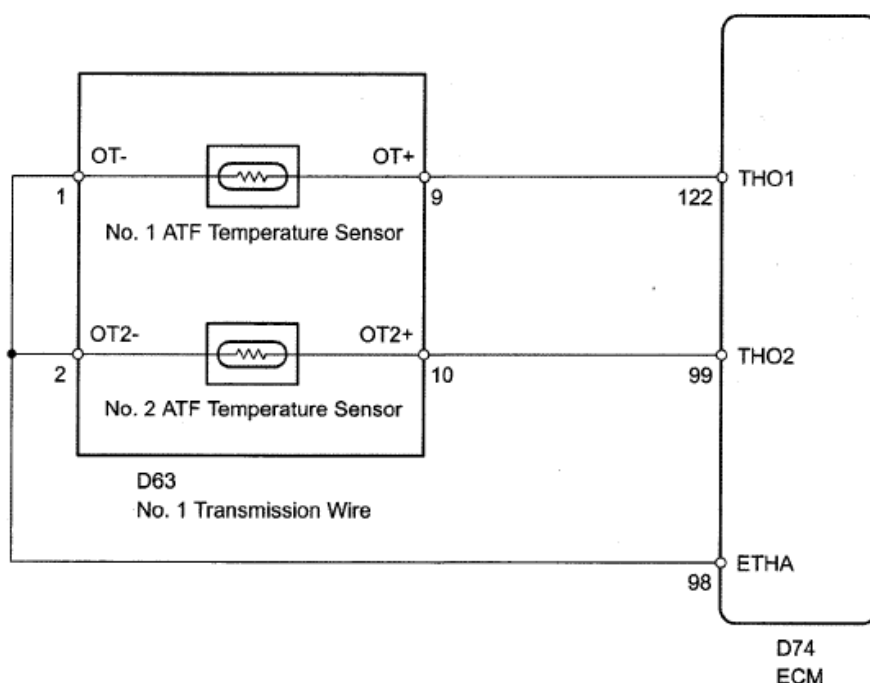 OT-
OT+
1
9
122
THO1
No. 1 ATF Temperature Sensor
OT2-
OT2+
2
10
99
THO2
No. 2 ATF Temperature Sensor
D63
No. 1 Transmission Wire
98
ETHA
D74
ECM